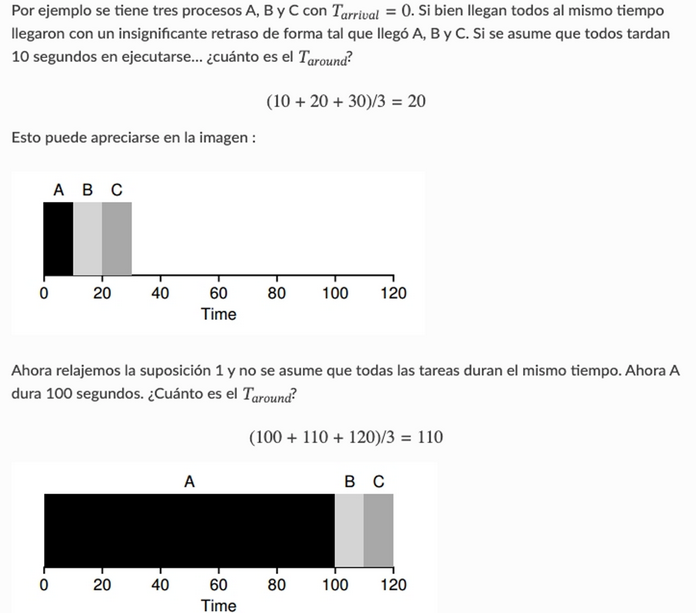 Por ejemplo se tiene tres procesos A, B y C con T_arrival = 0. Si bien llegan todos al mismo tiempo
llegaron con un insignificante retraso de forma tal que llegó A, B y C. Si se asume que todos tardan
10 segundos en ejecutarse... ¿cuánto es el T_around?
(10 + 20 + 30)/3 = 20
Esto puede apreciarse en la imagen :
A B C
0 20 40 60 80 100 120
Time
Ahora relajemos la suposición 1 y no se asume que todas las tareas duran el mismo tiempo. Ahora A
dura 100 segundos. ¿Cuánto es el T_around?
(100 + 110 + 120)/3 = 110
A B C
0 20 40 60 80 100 120
Time